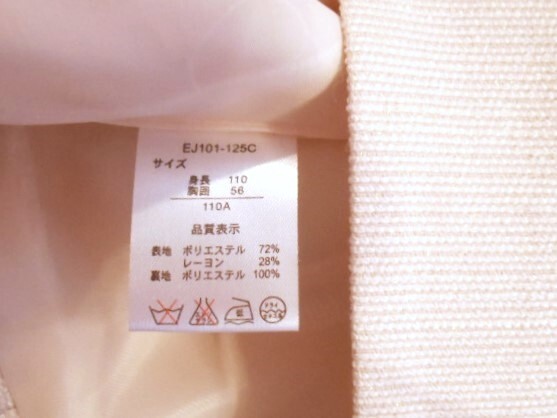 EJ101-125C
サイズ
身長 110
胸囲 56
110A
品質表示
表地 ポリエステル 72%
レーヨン 28%
裏地 ポリエステル 100%
ドライ